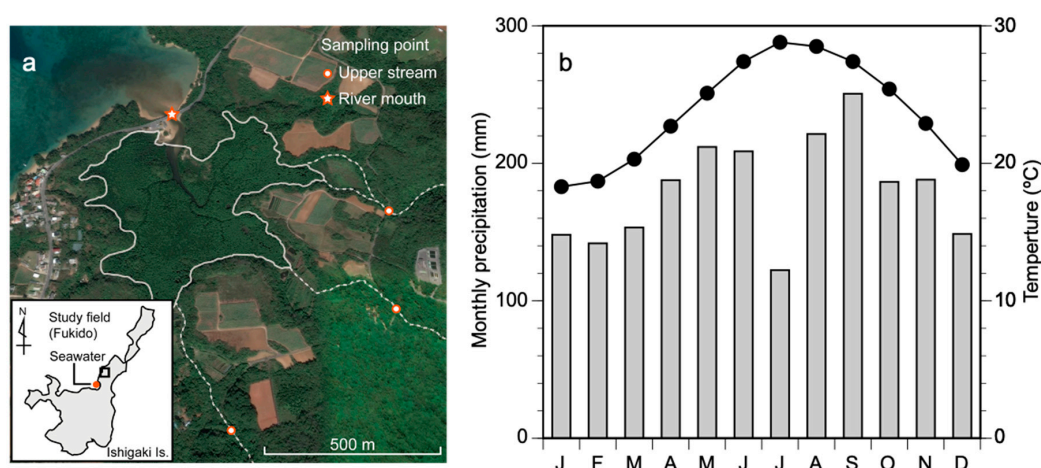 a
Sampling point
Upper stream
River mouth
N
Study field
(Fukido)
Seawater
Ishigaki Is.
500 m
b
Monthly precipitation (mm)
300
200
100
0
J F M A M J J A S O N D
Temperture (ºC)
30
20
10
0